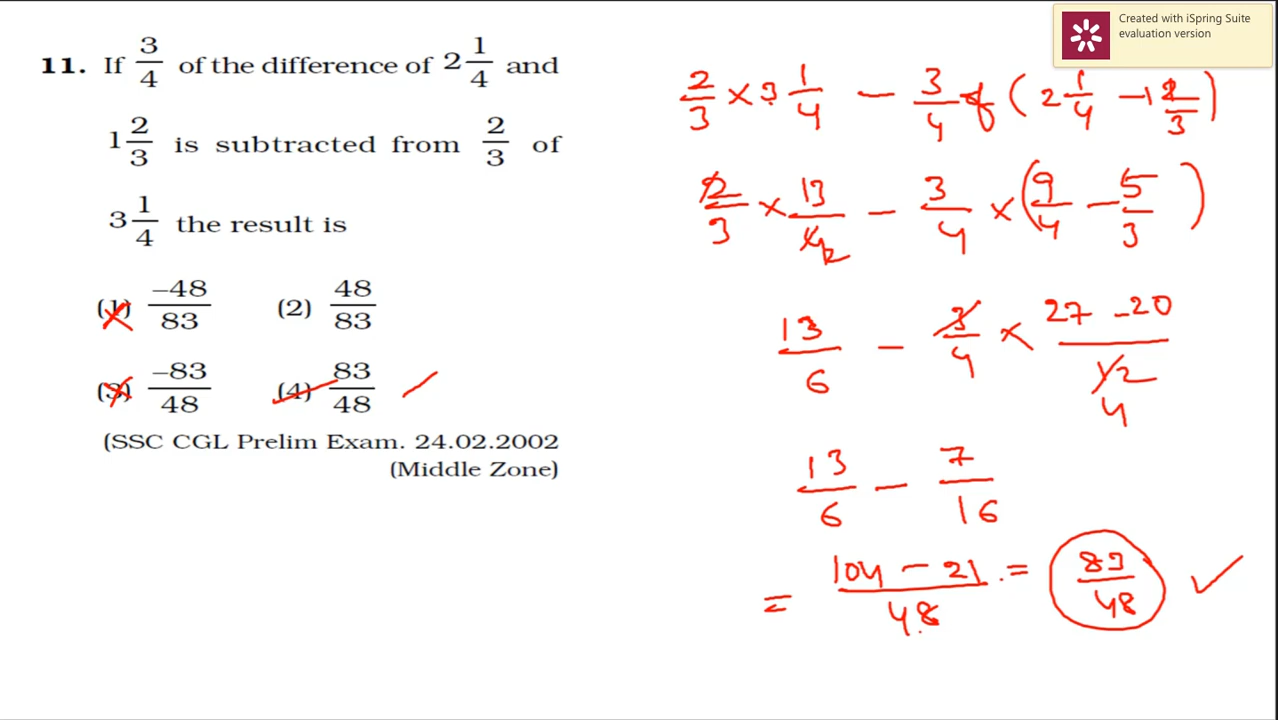 Created with iSpring Suite
evaluation version
11. If 3/4 of the difference of 2 1/4 and
1 2/3 is subtracted from 2/3 of
3 1/4 the result is
(1) –48/83 (2) 48/83
(3) –83/48 (4) 83/48 ✓
(SSC CGL Prelim Exam. 24.02.2002
(Middle Zone)
2/3 × 3 1/4 – 3/4 of (2 1/4 – 1 2/3)
2/3 × 13/4 2 – 3/4 × (9/4 – 5/3)
13/6 – 3/4 × 27 – 20/12 4
13/6 – 7/16
= 104 – 21/48 = 83/48 ✓